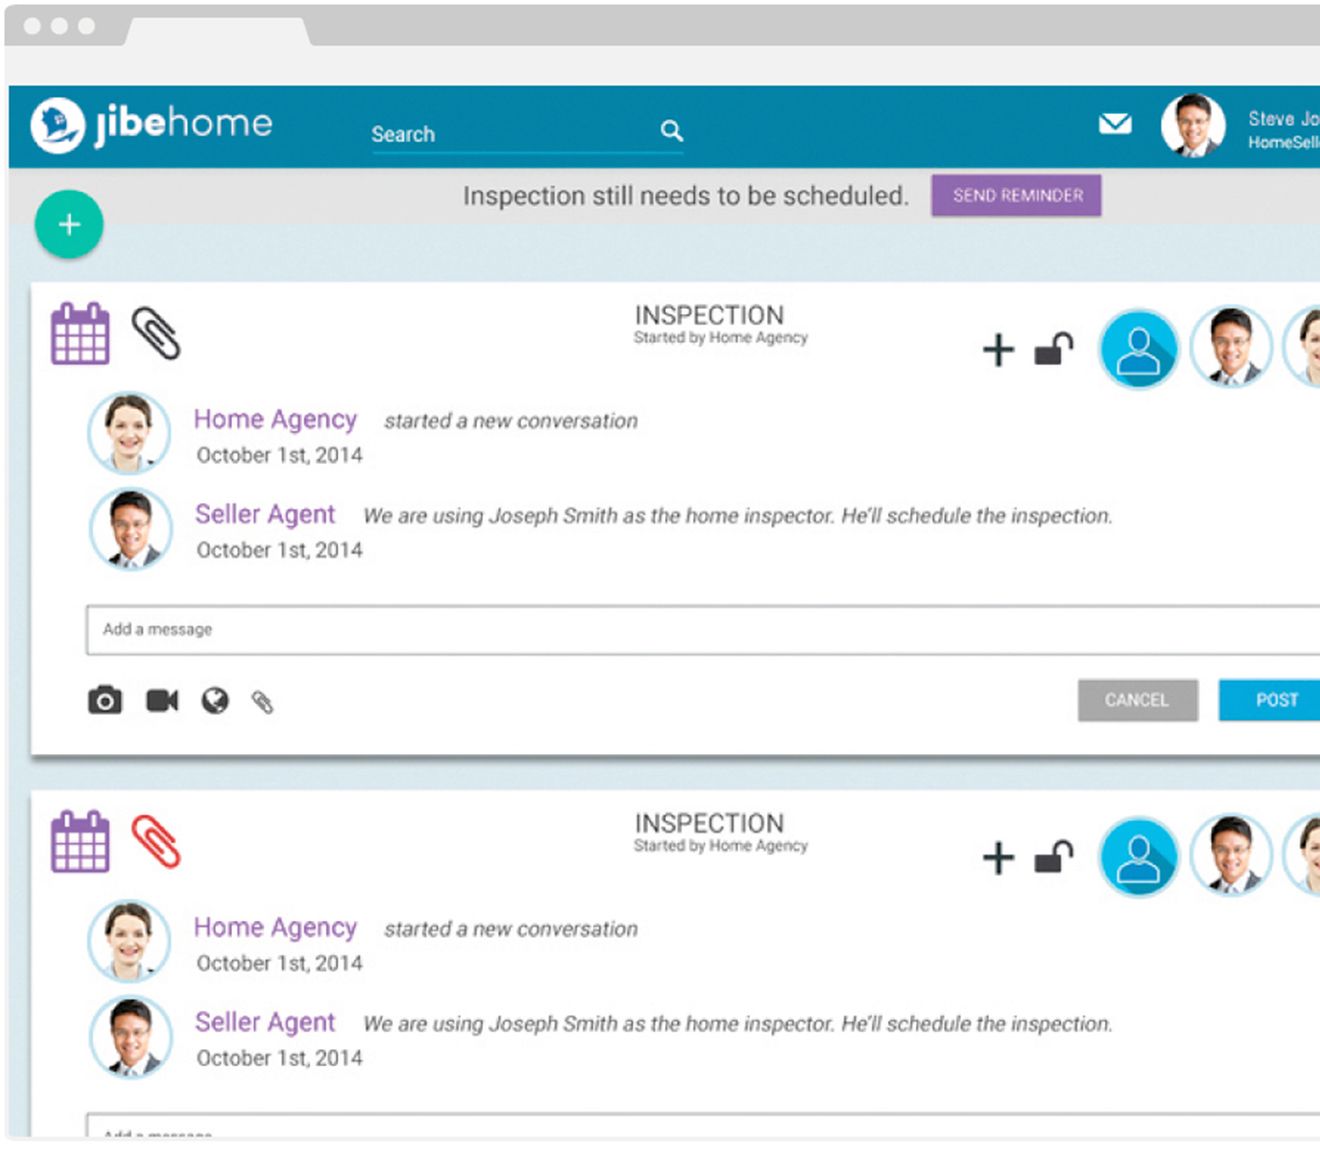 jibehome
Search
Steve Jo
HomeSell
Inspection still needs to be scheduled.
SEND REMINDER
INSPECTION
Started by Home Agency
Home Agency started a new conversation
October 1st, 2014
Seller Agent We are using Joseph Smith as the home inspector. He'll schedule the inspection.
October 1st, 2014
Add a message
CANCEL
POST
INSPECTION
Started by Home Agency
Home Agency started a new conversation
October 1st, 2014
Seller Agent We are using Joseph Smith as the home inspector. He'll schedule the inspection.
October 1st, 2014
Add a message